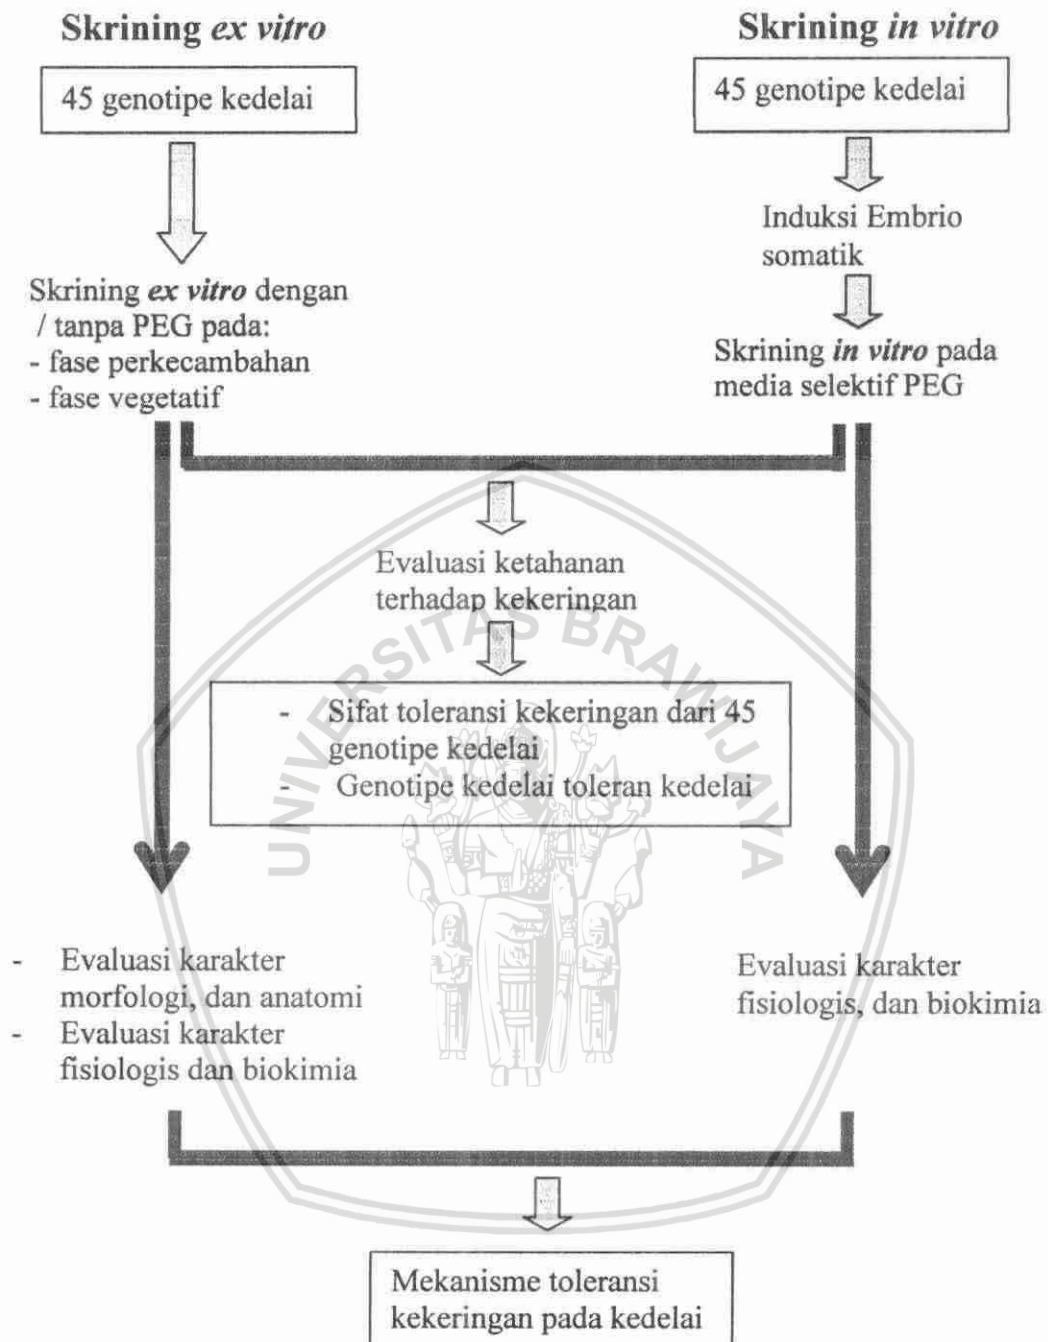 Skrining ex vitro
45 genotipe kedelai
Skrining ex vitro dengan
/ tanpa PEG pada:
- fase perkecambahan
- fase vegetatif
Skrining in vitro
45 genotipe kedelai
Induksi Embrio
somatik
Skrining in vitro pada
media selektif PEG
Evaluasi ketahanan
terhadap kekeringan
- Sifat toleransi kekeringan dari 45
genotipe kedelai
- Genotipe kedelai toleran kedelai
UNIVERSITAS BRAWIJAYA
- Evaluasi karakter
morfologi, dan anatomi
- Evaluasi karakter
fisiologis dan biokimia
Evaluasi karakter
fisiologis, dan biokimia
Mekanisme toleransi
kekeringan pada kedelai